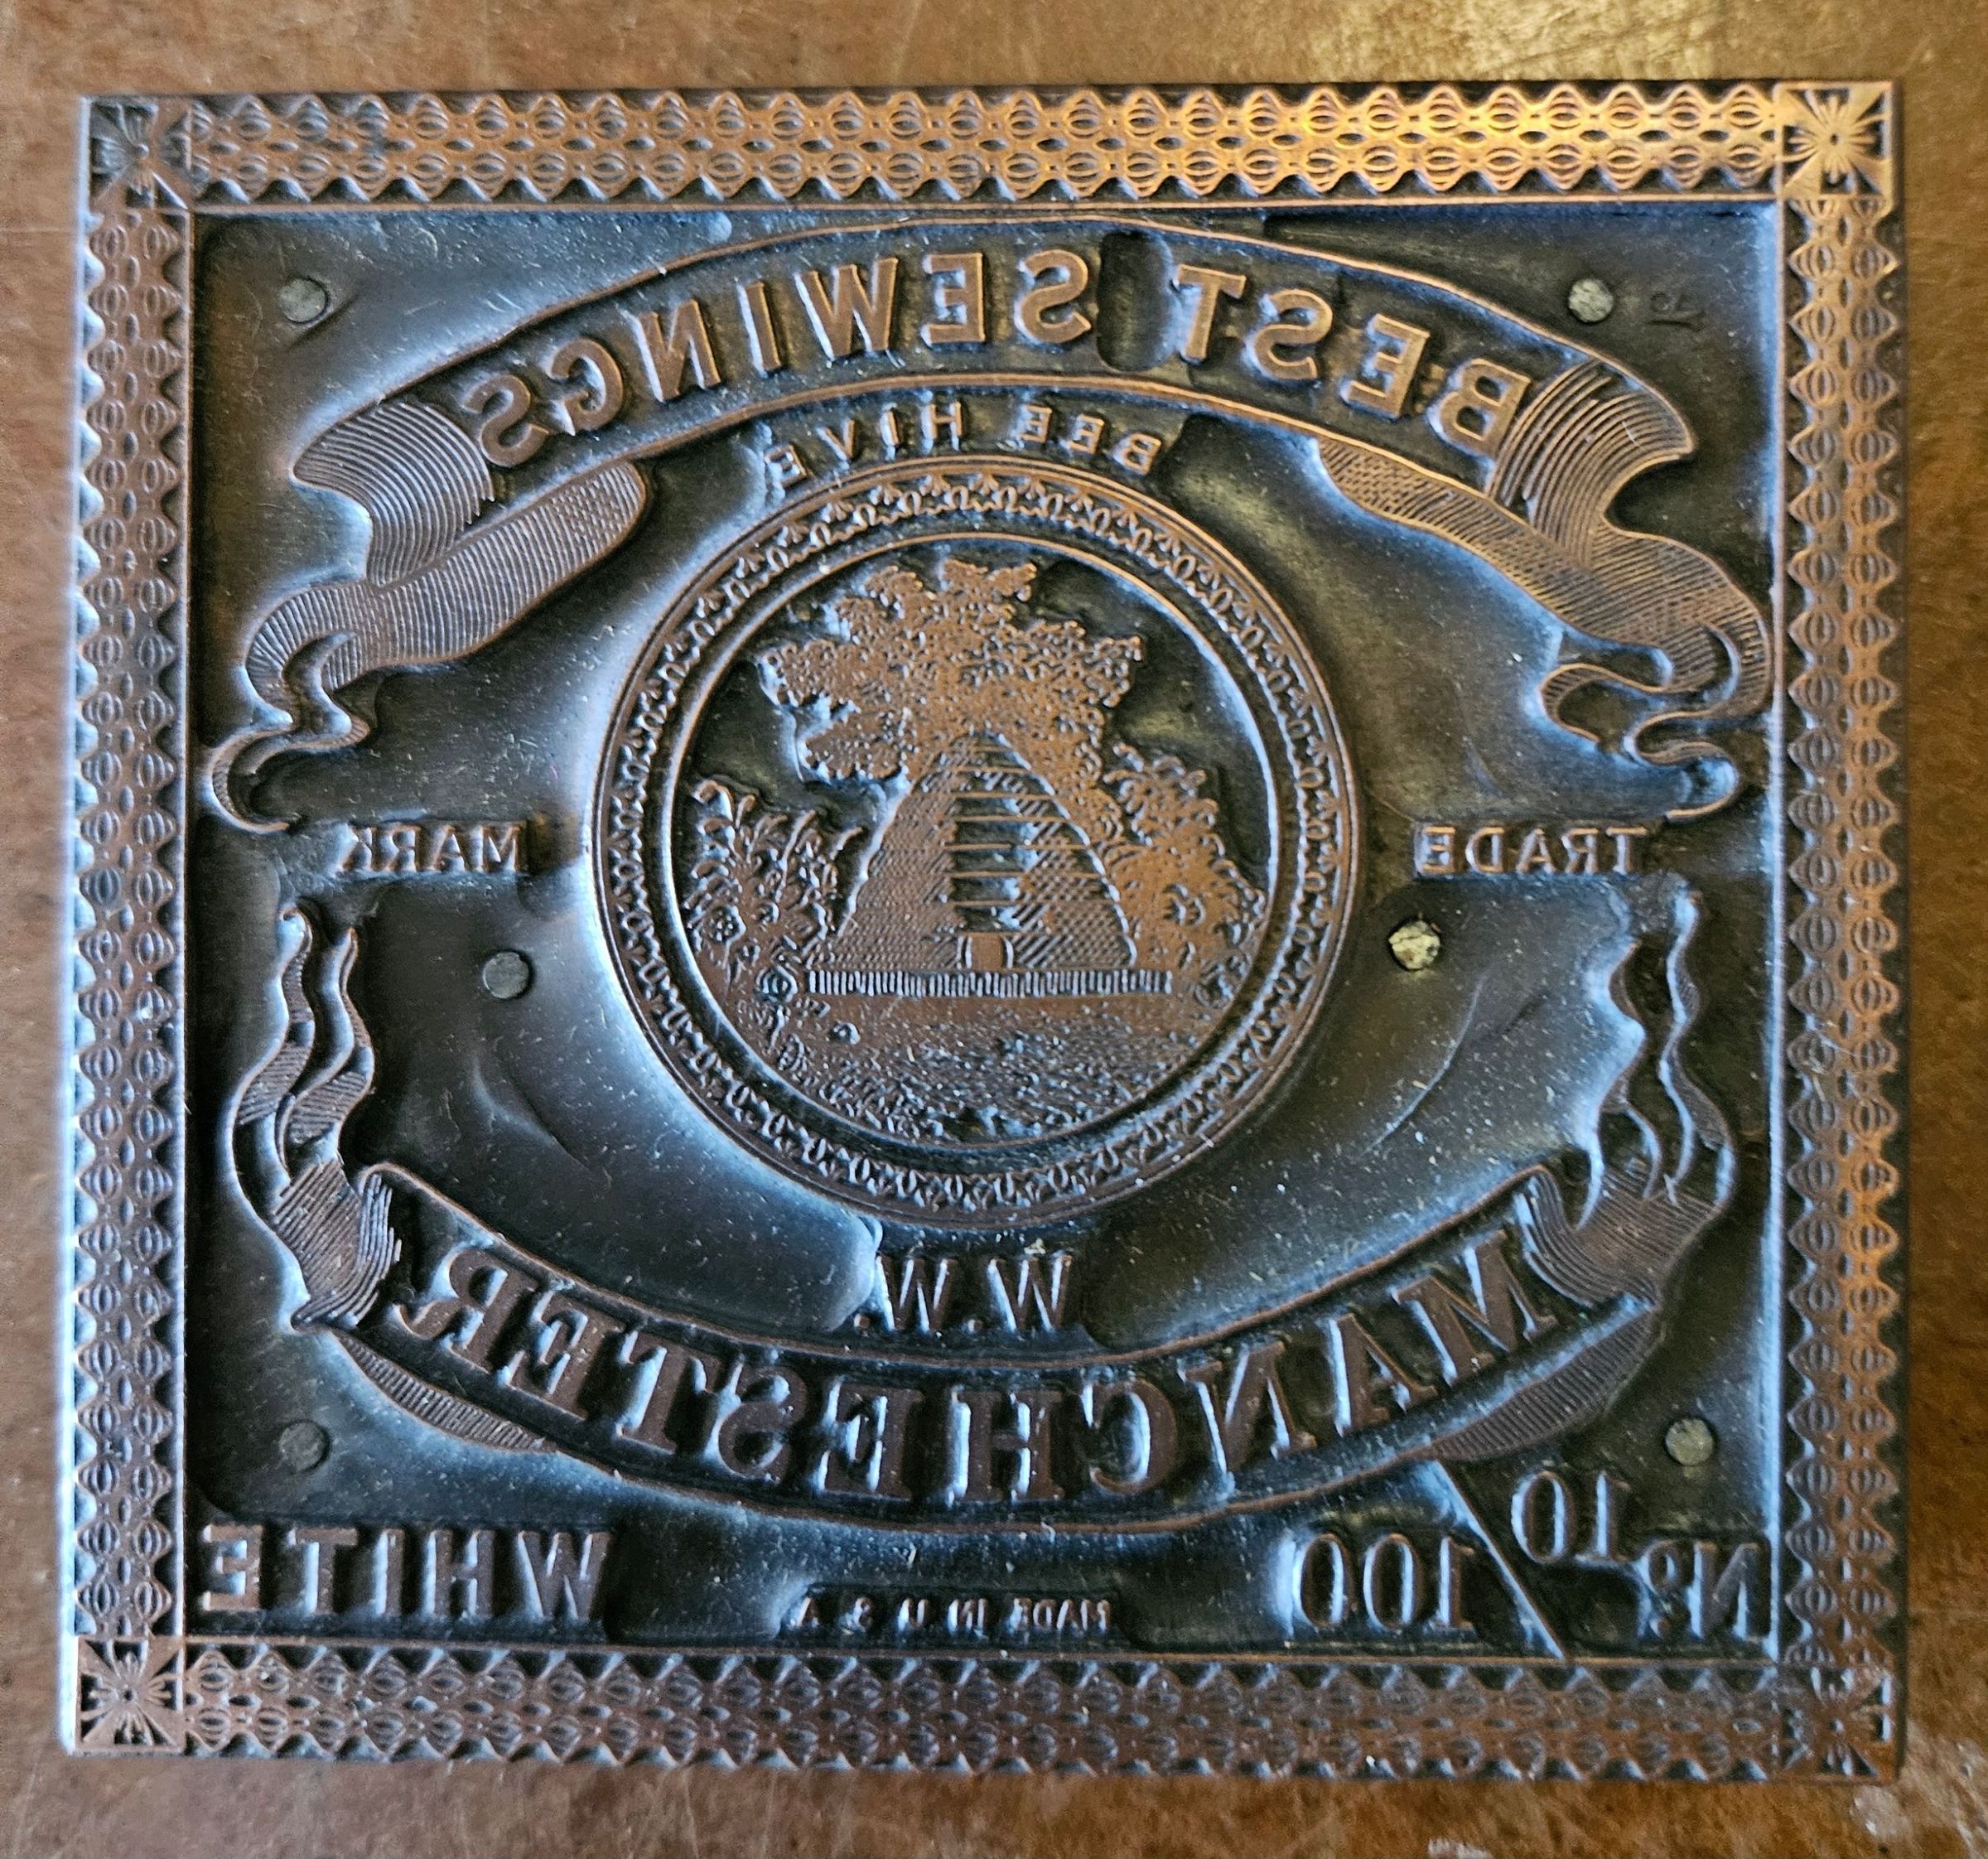 BEST SEWINGS
BEE HIVE
TRADE MARK
W.W.
MANCHESTER
No. 10/100
MADE IN U S A.
WHITE